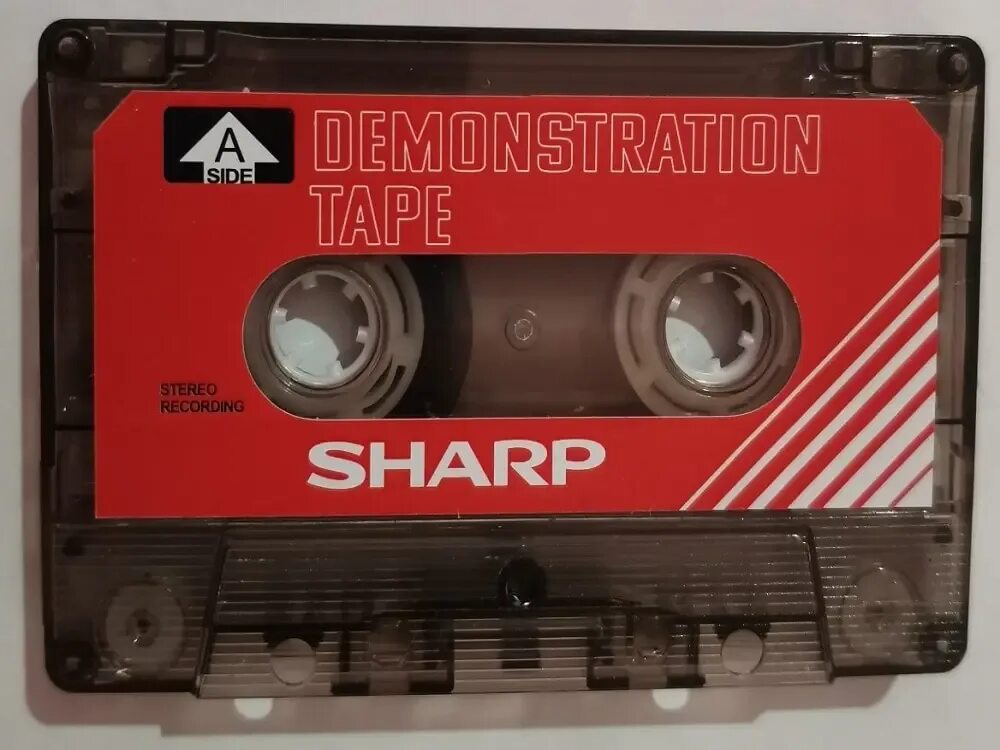 A
SIDE
DEMONSTRATION
TAPE
STEREO
RECORDING
SHARP